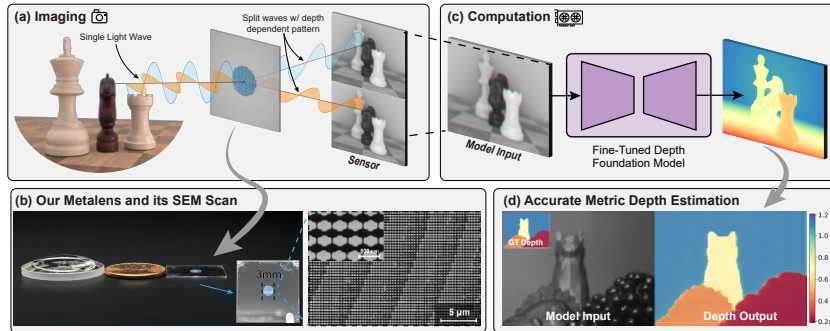 (a) Imaging
Single Light Wave
Split waves w/ depth
dependent pattern
Sensor
(c) Computation
Model Input
Fine-Tuned Depth
Foundation Model
(b) Our Metalens and its SEM Scan
3mm
5 μm
(d) Accurate Metric Depth Estimation
GT Depth
Model Input
Depth Output
1.2
1.0
0.8
0.6
0.4
0.2